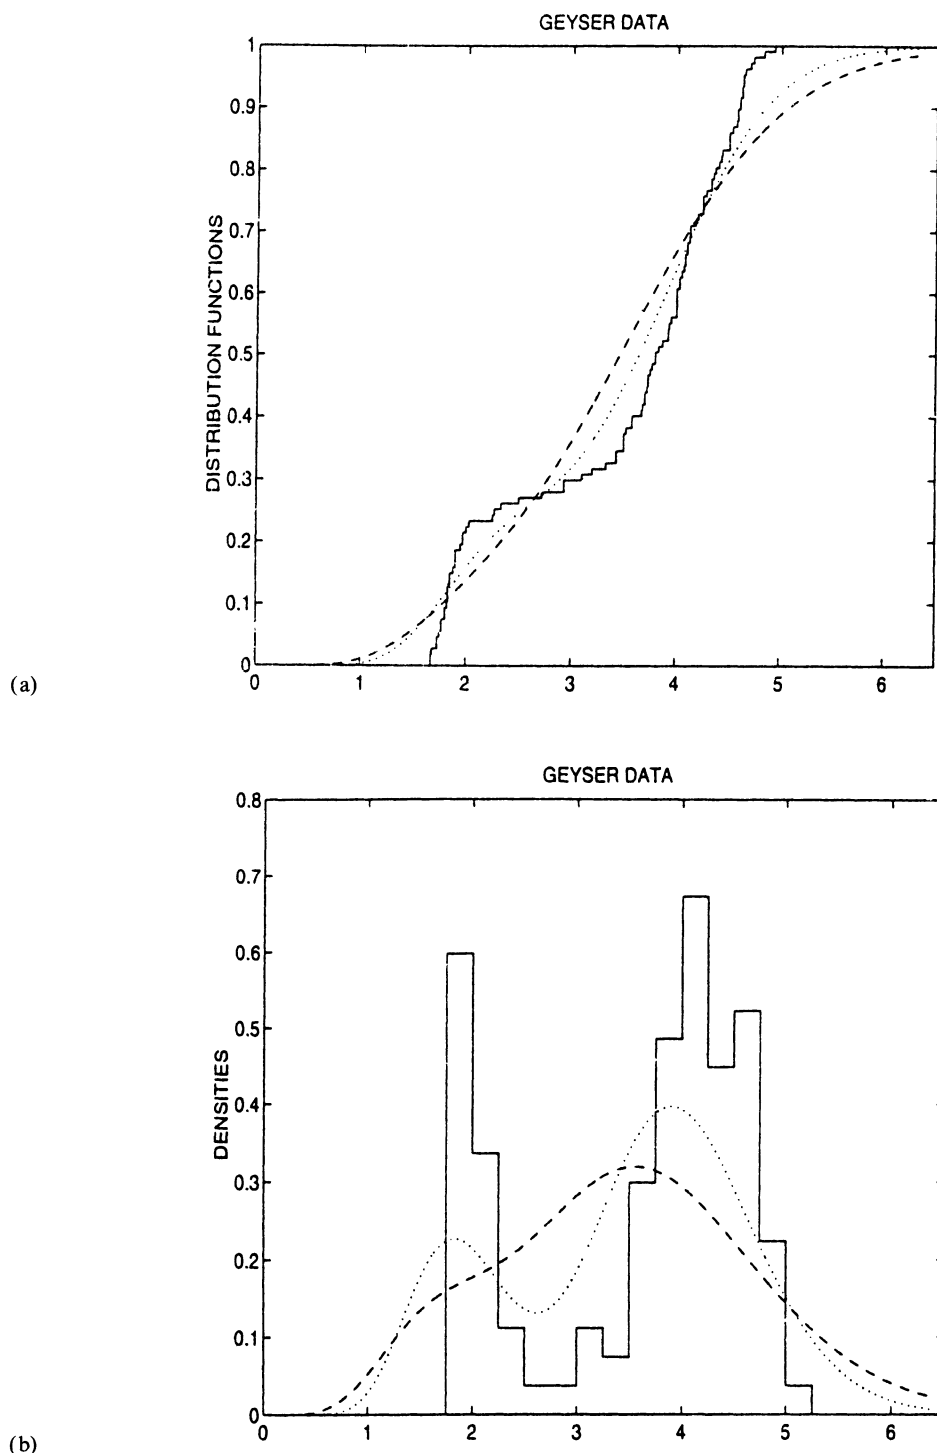 GEYSER DATA
1
0.9
0.8
0.7
0.6
0.5
0.4
0.3
0.2
0.1
0
DISTRIBUTION FUNCTIONS
0 1 2 3 4 5 6
(a)
GEYSER DATA
0.8
0.7
0.6
0.5
0.4
0.3
0.2
0.1
0
DENSITIES
0 1 2 3 4 5 6
(b)